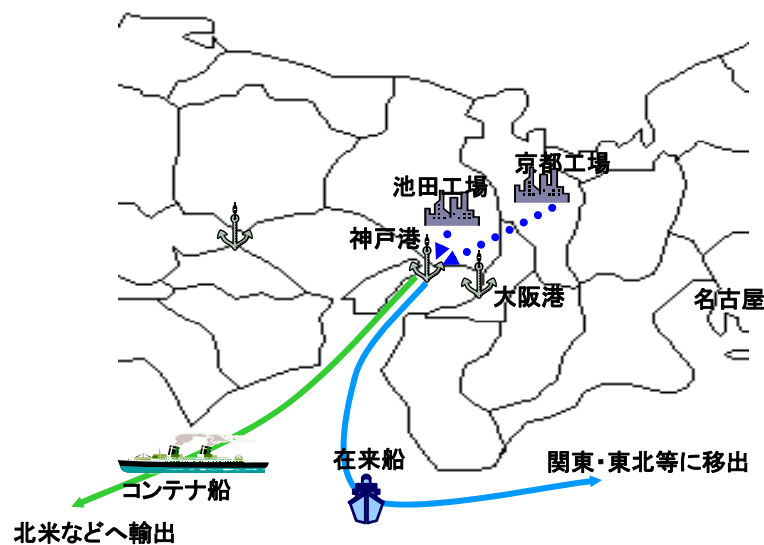 京都工場
池田工場
神戸港
大阪港
名古屋
在来船
関東・東北等に移出
コンテナ船
北米などへ輸出